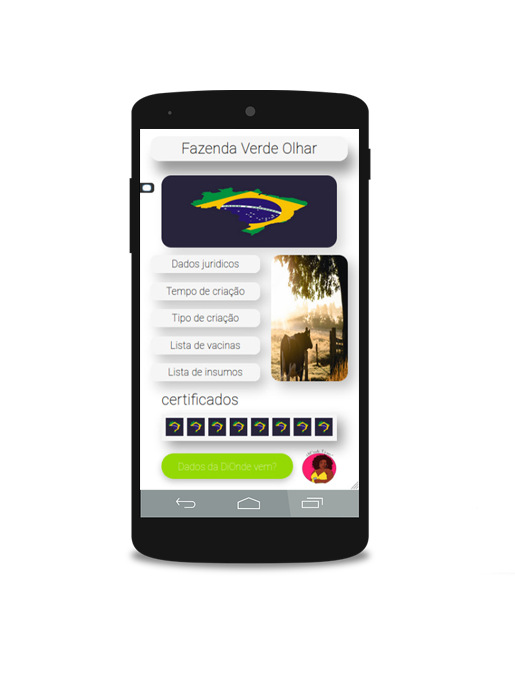 Fazenda Verde Olhar
Dados juridicos
Tempo de criação
Tipo de criação
Lista de vacinas
Lista de insumos
certificados
Dados da DiOnde vem?